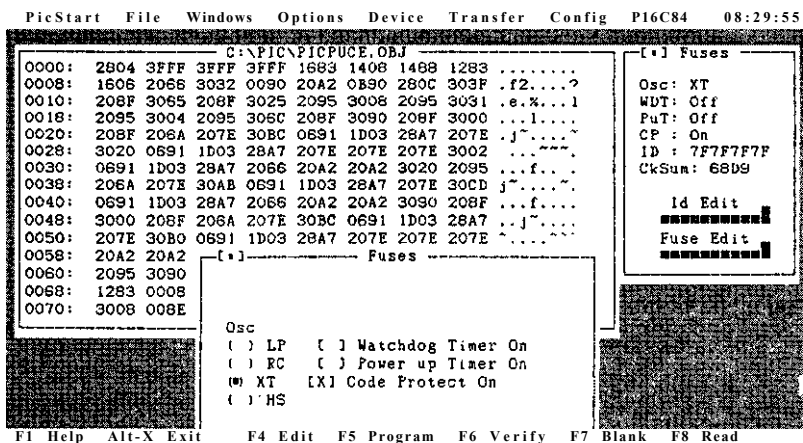 PicStart File Windows Options Device Transfer Config P16C84 08:29:55
C:\PIC\PICPUCE.OBJ
0000: 2804 3FFF 3FFF 3FFF 1683 1408 1488 1283 ........
0008: 1606 2066 3032 0090 20A2 0B90 280C 303F .f2....?
0010: 208F 3065 208F 3025 2095 3008 2095 3031 .e.%...1
0018: 2095 3004 2095 306C 208F 3090 208F 3000 ...l....
0020: 208F 206A 207E 30BC 0691 1D03 28A7 207E .j~....~
0028: 3020 0691 1D03 28A7 207E 207E 207E 3002 ...~~~.
0030: 0691 1D03 28A7 2066 20A2 20A2 3020 2095 ...f...
0038: 206A 207E 30AB 0691 1D03 28A7 207E 30CD j~....~.
0040: 0691 1D03 28A7 2066 20A2 20A2 3090 208F ...f....
0048: 3000 208F 206A 207E 30BC 0691 1D03 28A7 ..j~....
0050: 207E 30B0 0691 1D03 28A7 207E 207E 207E ~....~~~
0058: 20A2 20A2
0060: 2095 3090
0068: 1283 0008
0070: 3008 008E
Fuses
Osc: XT
WDT: Off
PuT: Off
CP : On
ID : 7F7F7F7F
CkSum: 68D9
Id Edit
Fuse Edit
Fuses
Osc
( ) LP [ ] Watchdog Timer On
( ) RC [ ] Power up Timer On
(•) XT [X] Code Protect On
( ) HS
F1 Help Alt-X Exit F4 Edit F5 Program F6 Verify F7 Blank F8 Read